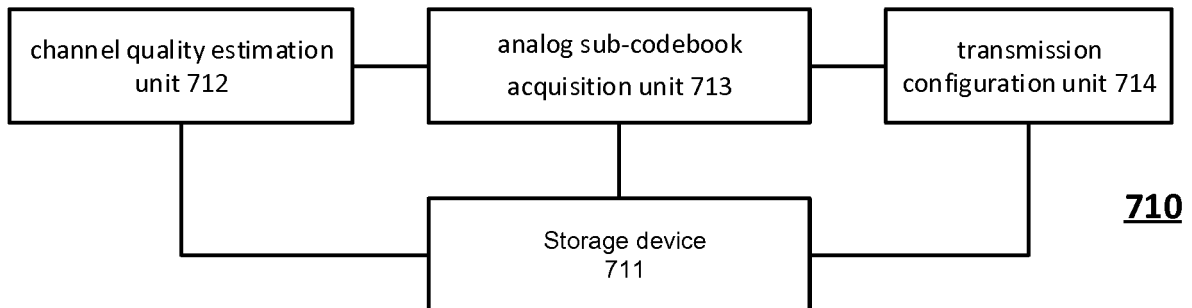 channel quality estimation
unit 712
analog sub-codebook
acquisition unit 713
transmission
configuration unit 714
710
Storage device
711